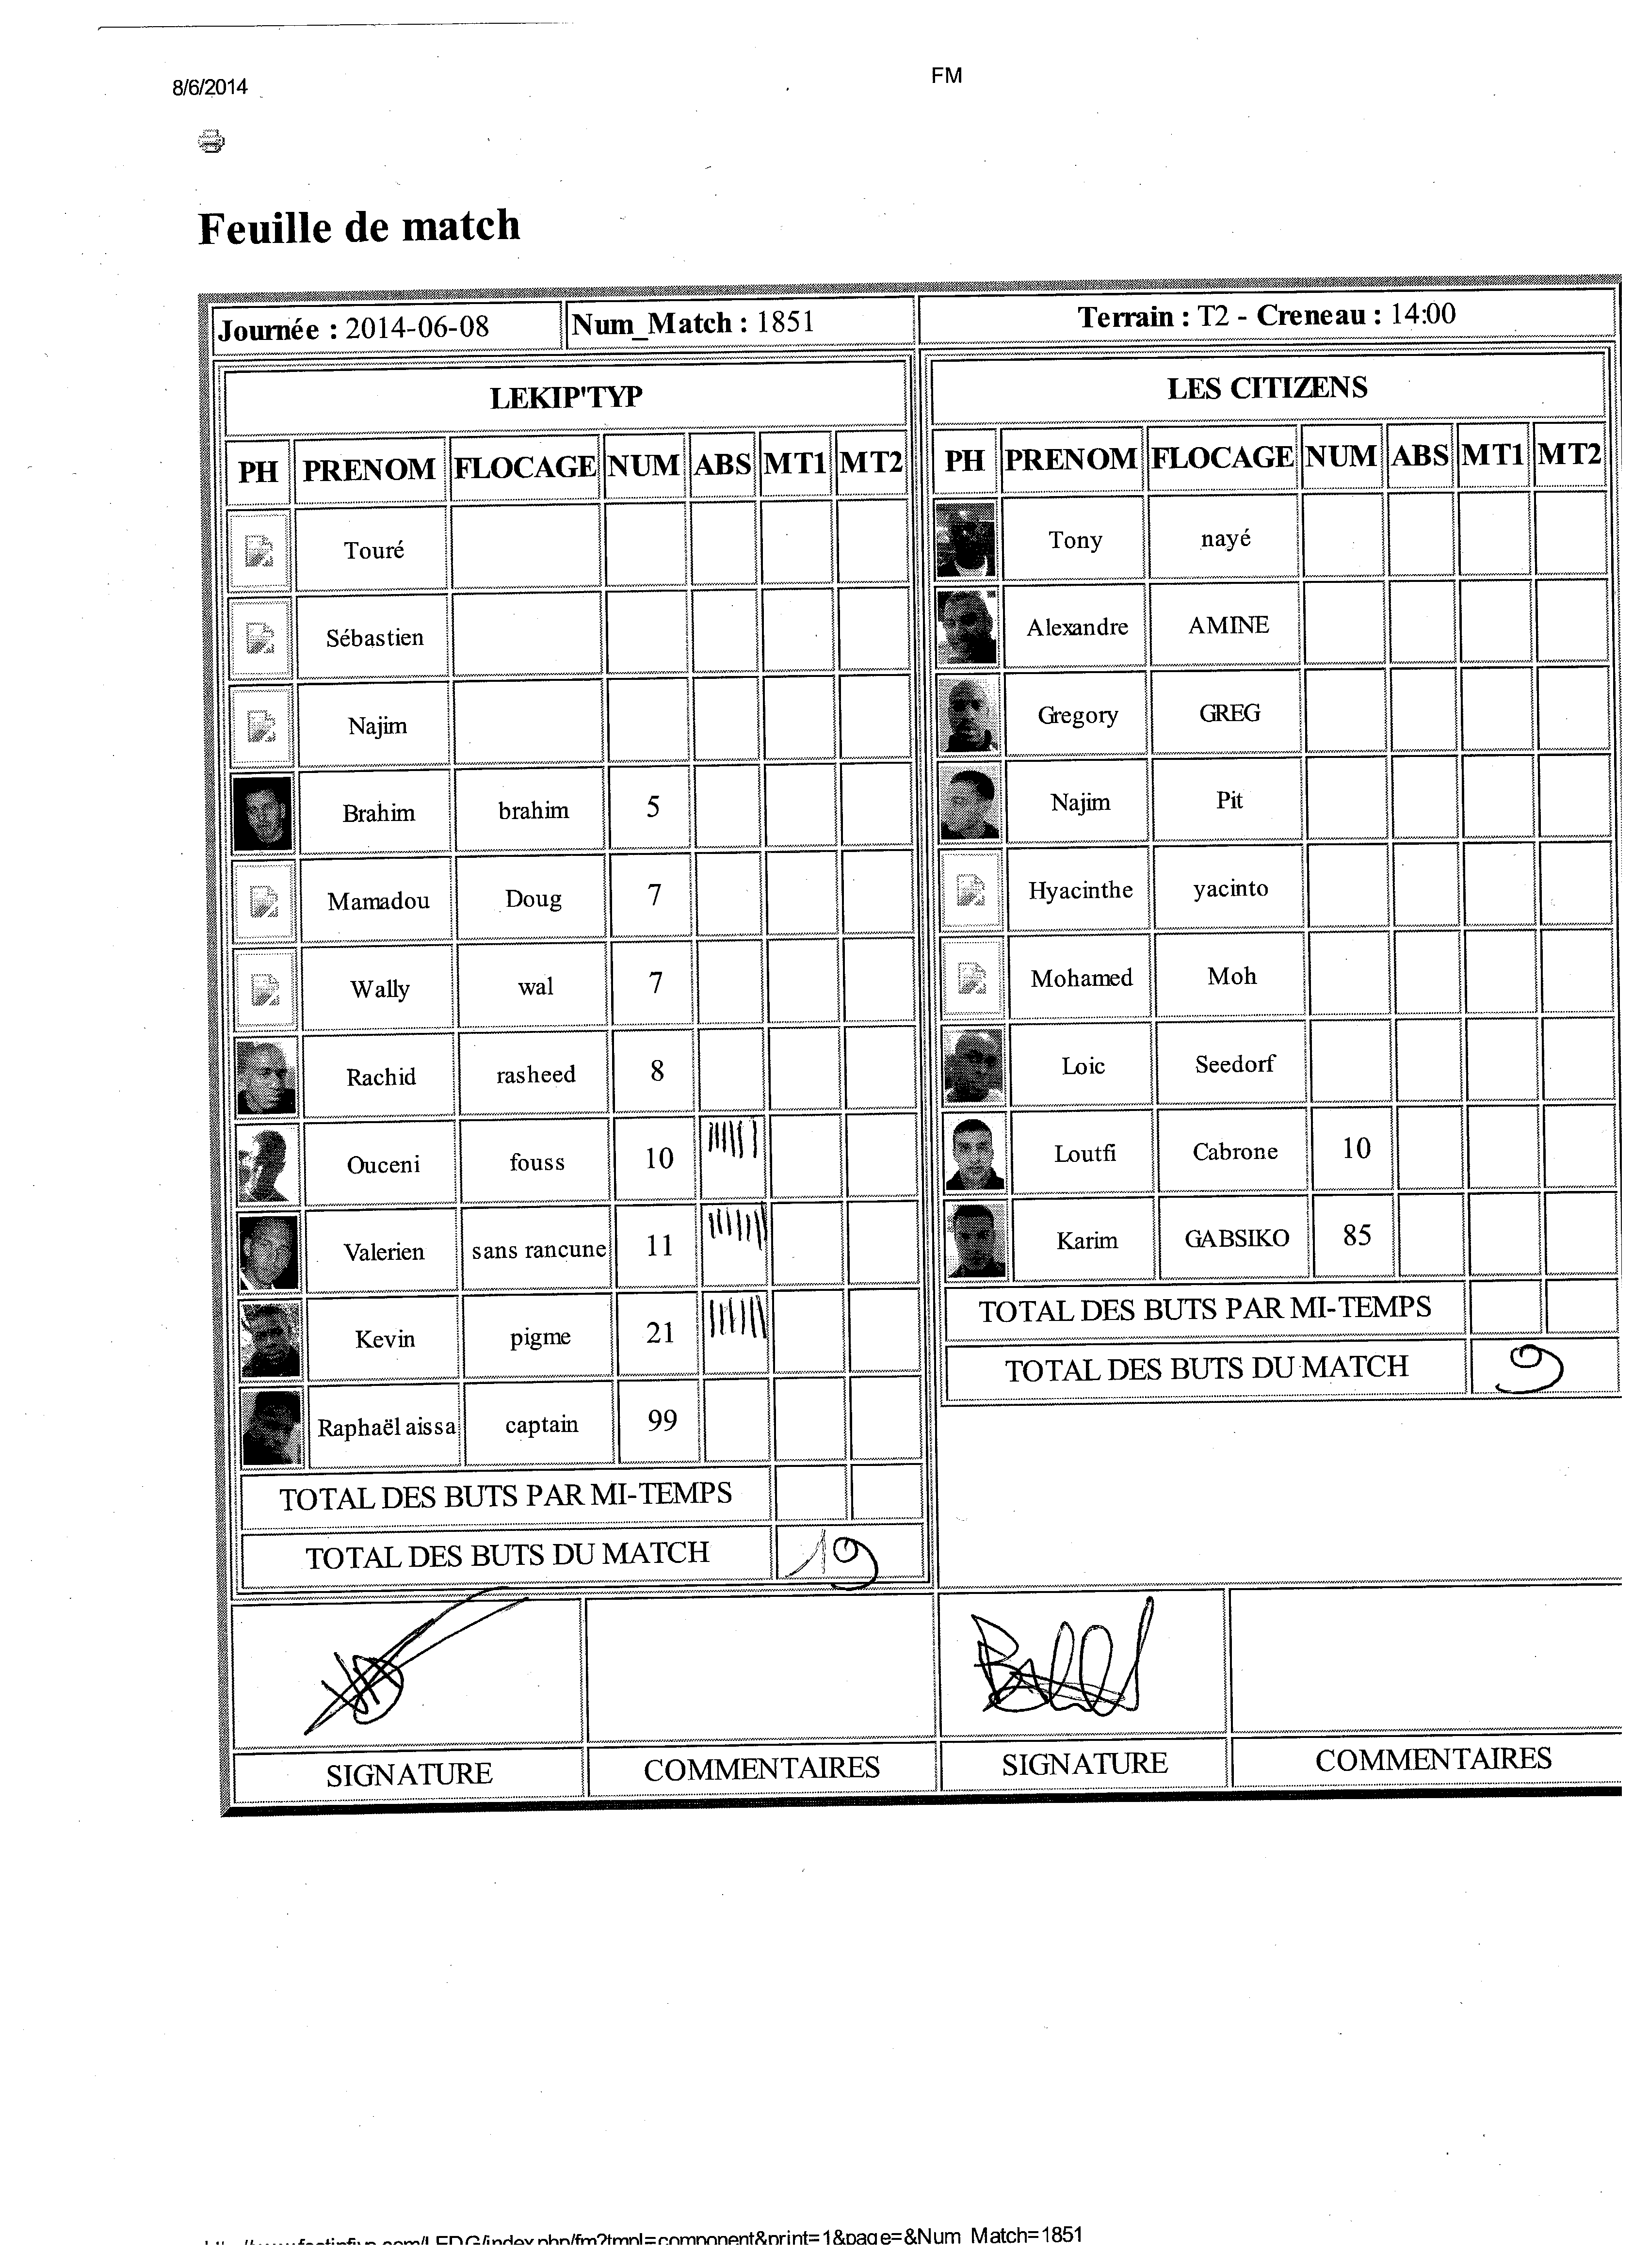 8/6/2014 FM
Feuille de match
Journée : 2014-06-08 Num_Match : 1851 Terrain : T2 - Creneau : 14:00
LEKIP'TYP
PH PRENOM FLOCAGE NUM ABS MT1 MT2
Touré
Sébastien
Najim
Brahim brahim 5
Mamadou Doug 7
Wally wal 7
Rachid rasheed 8
Ouceni fouss 10
Valerien sans rancune 11
Kevin pigme 21
Raphaël aissa captain 99
TOTAL DES BUTS PAR MI-TEMPS
TOTAL DES BUTS DU MATCH 19
LES CITIZENS
PH PRENOM FLOCAGE NUM ABS MT1 MT2
Tony nayé
Alexandre AMINE
Gregory GREG
Najim Pit
Hyacinthe yacinto
Mohamed Moh
Loic Seedorf
Loutfi Cabrone 10
Karim GABSIKO 85
TOTAL DES BUTS PAR MI-TEMPS
TOTAL DES BUTS DU MATCH 9
SIGNATURE COMMENTAIRES SIGNATURE COMMENTAIRES
/index.php/fm?tmpl=component&print=1&page=&Num_Match=1851